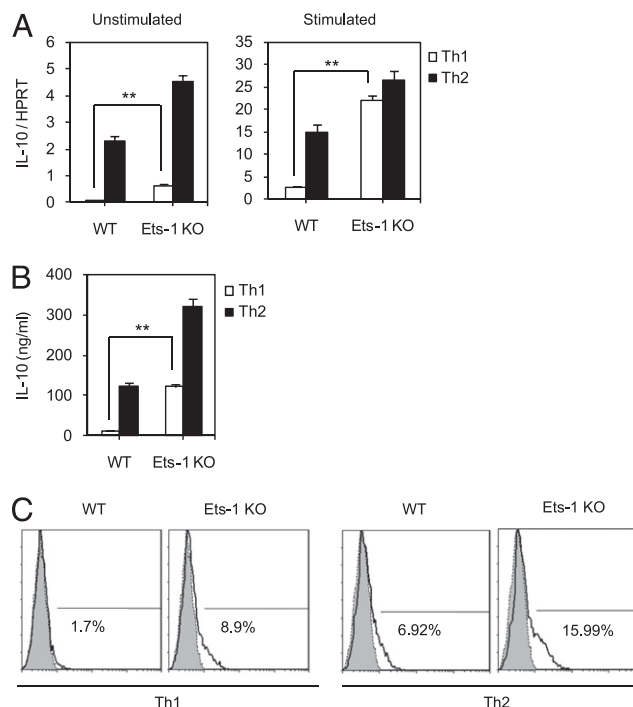 A
Unstimulated
Stimulated
IL-10 / HPRT
6
5
4
3
2
1
0
**
WT
Ets-1 KO
40
35
30
25
20
15
10
5
0
**
WT
Ets-1 KO
Th1
Th2
B
IL-10 (ng/ml)
400
300
200
100
0
**
WT
Ets-1 KO
Th1
Th2
C
WT
Ets-1 KO
WT
Ets-1 KO
1.7%
8.9%
6.92%
15.99%
Th1
Th2